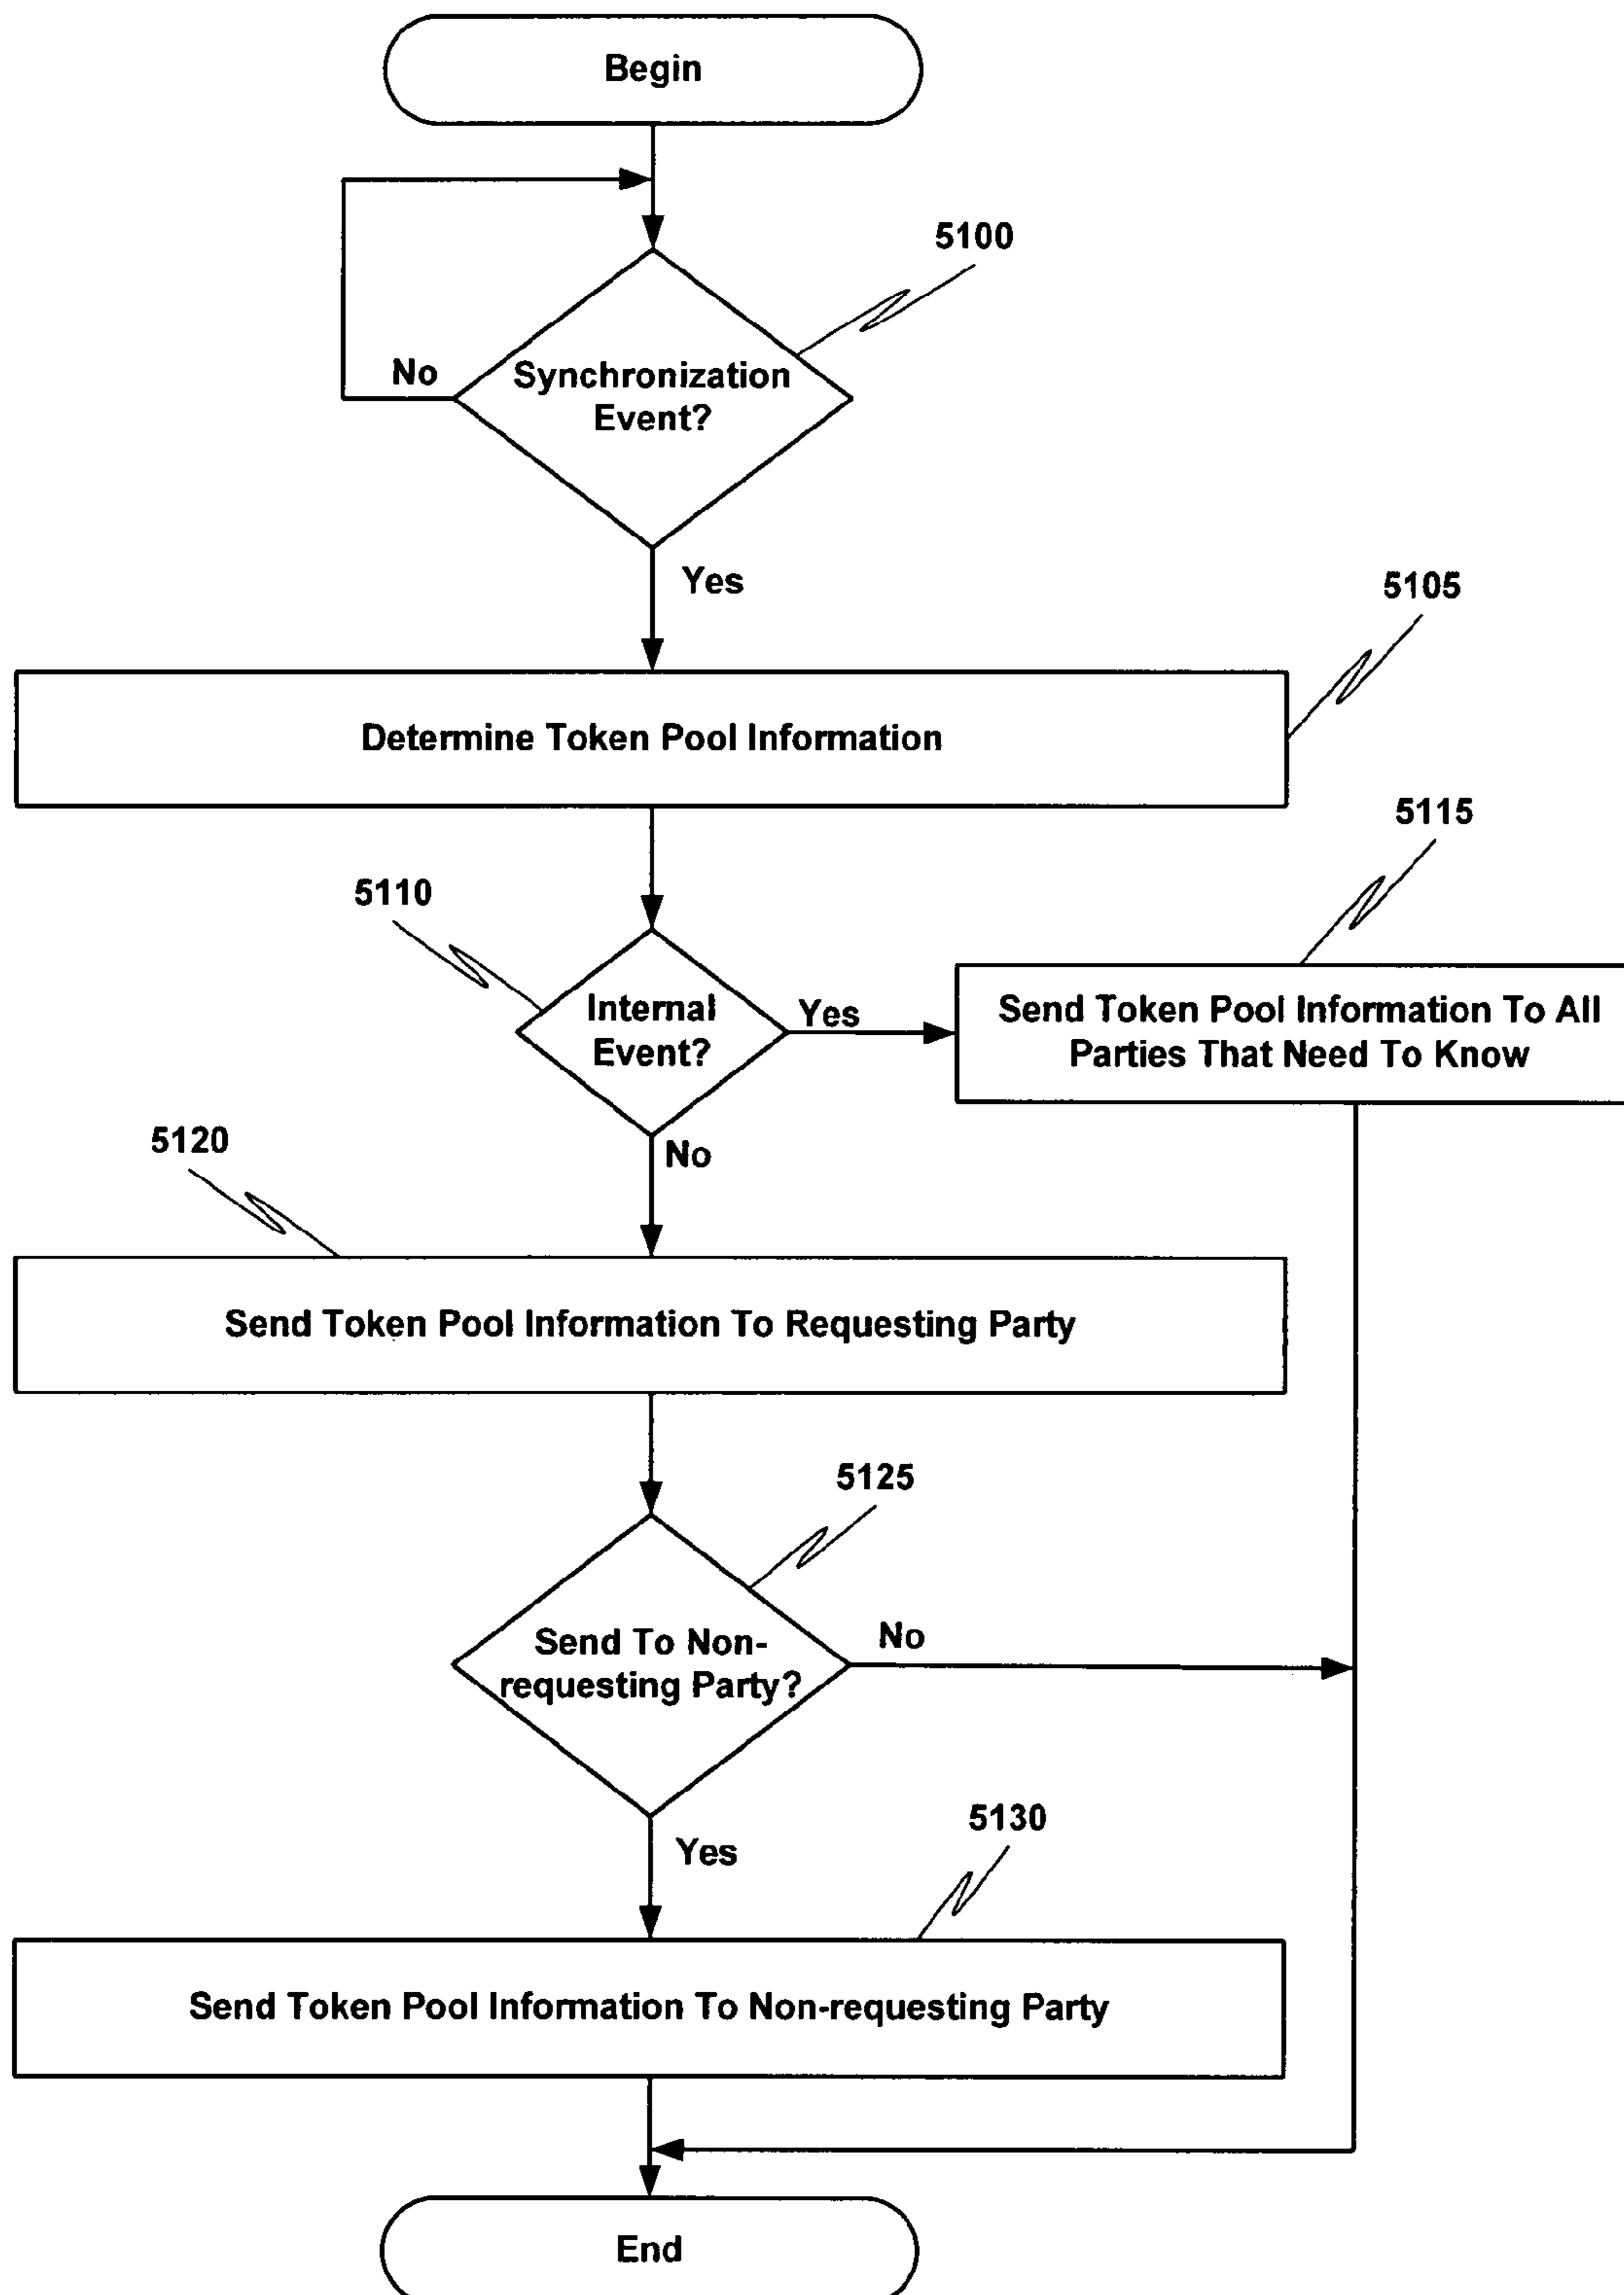 Begin
5100
No
Synchronization
Event?
Yes
5105
Determine Token Pool Information
5115
5110
Internal
Event?
Yes
Send Token Pool Information To All
Parties That Need To Know
No
5120
Send Token Pool Information To Requesting Party
5125
Send To Non-
requesting Party?
No
Yes
5130
Send Token Pool Information To Non-requesting Party
End